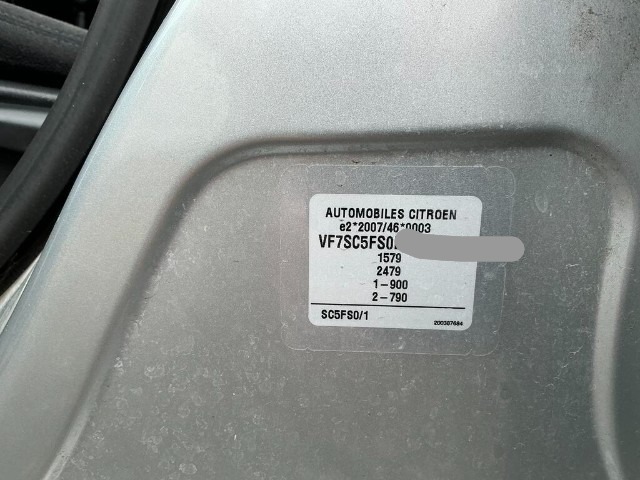 AUTOMOBILES CITROEN
e2*2007/46*0003
VF7SC5FS0
1579
2479
1-900
2-790
SC5FS0/1
200387684